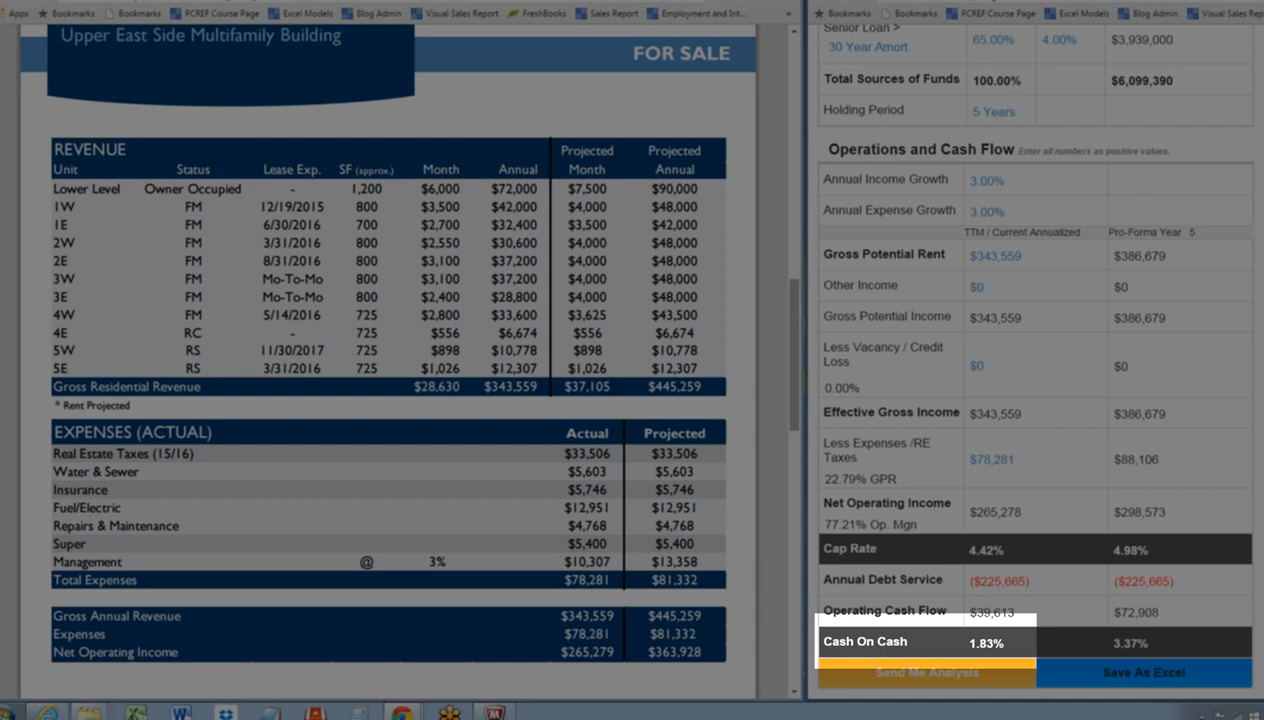 Apps Bookmarks Bookmarks PCREF Course Page Excel Models Blog Admin Visual Sales Report FreshBooks Sales Report Employment and Int... »
Upper East Side Multifamily Building
FOR SALE
REVENUE Projected Projected
Unit Status Lease Exp. SF (approx.) Month Annual Month Annual
Lower Level Owner Occupied - 1,200 $6,000 $72,000 $7,500 $90,000
1W FM 12/19/2015 800 $3,500 $42,000 $4,000 $48,000
1E FM 6/30/2016 700 $2,700 $32,400 $3,500 $42,000
2W FM 3/31/2016 800 $2,550 $30,600 $4,000 $48,000
2E FM 8/31/2016 800 $3,100 $37,200 $4,000 $48,000
3W FM Mo-To-Mo 800 $3,100 $37,200 $4,000 $48,000
3E FM Mo-To-Mo 800 $2,400 $28,800 $4,000 $48,000
4W FM 5/14/2016 725 $2,800 $33,600 $3,625 $43,500
4E RC - 725 $556 $6,674 $556 $6,674
5W RS 11/30/2017 725 $898 $10,778 $898 $10,778
5E RS 3/31/2016 725 $1,026 $12,307 $1,026 $12,307
Gross Residential Revenue $28,630 $343,559 $37,105 $445,259
* Rent Projected
EXPENSES (ACTUAL) Actual Projected
Real Estate Taxes (15/16) $33,506 $33,506
Water & Sewer $5,603 $5,603
Insurance $5,746 $5,746
Fuel/Electric $12,951 $12,951
Repairs & Maintenance $4,768 $4,768
Super $5,400 $5,400
Management @ 3% $10,307 $13,358
Total Expenses $78,281 $81,332
Gross Annual Revenue $343,559 $445,259
Expenses $78,281 $81,332
Net Operating Income $265,279 $363,928
Bookmarks Bookmarks PCREF Course Page Excel Models Blog Admin Visual Sales Rep
Senior Loan >
30 Year Amort 65.00% 4.00% $3,939,000
Total Sources of Funds 100.00% $6,099,390
Holding Period 5 Years
Operations and Cash Flow Enter all numbers as positive values.
Annual Income Growth 3.00%
Annual Expense Growth 3.00%
TTM / Current Annualized Pro-Forma Year 5
Gross Potential Rent $343,559 $386,679
Other Income $0 $0
Gross Potential Income $343,559 $386,679
Less Vacancy / Credit
Loss $0 $0
0.00%
Effective Gross Income $343,559 $386,679
Less Expenses /RE
Taxes $78,281 $88,106
22.79% GPR
Net Operating Income $265,278 $298,573
77.21% Op. Mgn
Cap Rate 4.42% 4.98%
Annual Debt Service ($225,665) ($225,665)
Operating Cash Flow $39,613 $72,908
Cash On Cash 1.83% 3.37%
Send Me Analysis Save As Excel